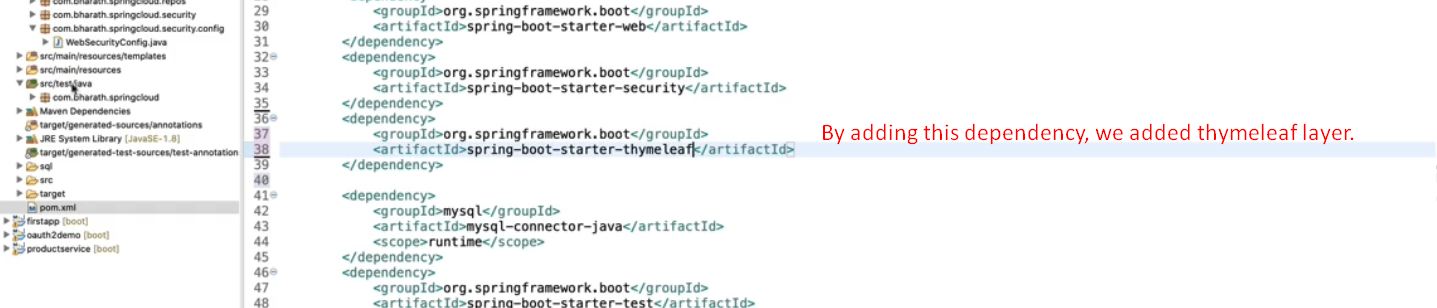 com.bharath.springcloud.repos
com.bharath.springcloud.security
com.bharath.springcloud.security.config
WebSecurityConfig.java
src/main/resources/templates
src/main/resources
src/test/java
com.bharath.springcloud
Maven Dependencies
target/generated-sources/annotations
JRE System Library [JavaSE-1.8]
target/generated-test-sources/test-annotation
sql
src
target
pom.xml
firstapp [boot]
oauth2demo [boot]
productservice [boot]
29 <groupId>org.springframework.boot</groupId>
30 <artifactId>spring-boot-starter-web</artifactId>
31 </dependency>
32 <dependency>
33 <groupId>org.springframework.boot</groupId>
34 <artifactId>spring-boot-starter-security</artifactId>
35 </dependency>
36 <dependency>
37 <groupId>org.springframework.boot</groupId>
38 <artifactId>spring-boot-starter-thymeleaf</artifactId>
39 </dependency>
40
41 <dependency>
42 <groupId>mysql</groupId>
43 <artifactId>mysql-connector-java</artifactId>
44 <scope>runtime</scope>
45 </dependency>
46 <dependency>
47 <groupId>org.springframework.boot</groupId>
48 <artifactId>spring-boot-starter-test</artifactId>
By adding this dependency, we added thymeleaf layer.